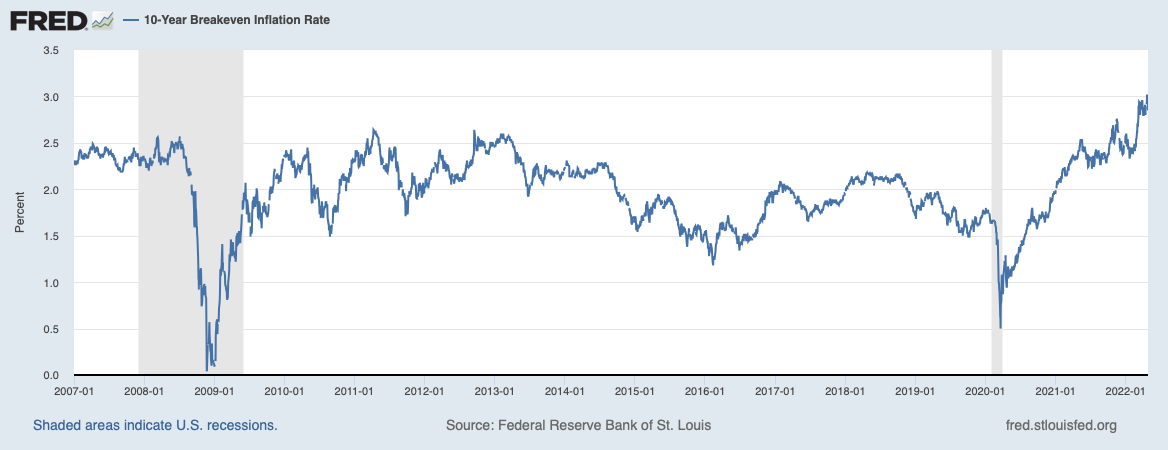 FRED® 10-Year Breakeven Inflation Rate
3.5
3.0
2.5
2.0
1.5
1.0
0.5
0.0
Percent
2007-01 2008-01 2009-01 2010-01 2011-01 2012-01 2013-01 2014-01 2015-01 2016-01 2017-01 2018-01 2019-01 2020-01 2021-01 2022-01
Shaded areas indicate U.S. recessions. Source: Federal Reserve Bank of St. Louis fred.stlouisfed.org